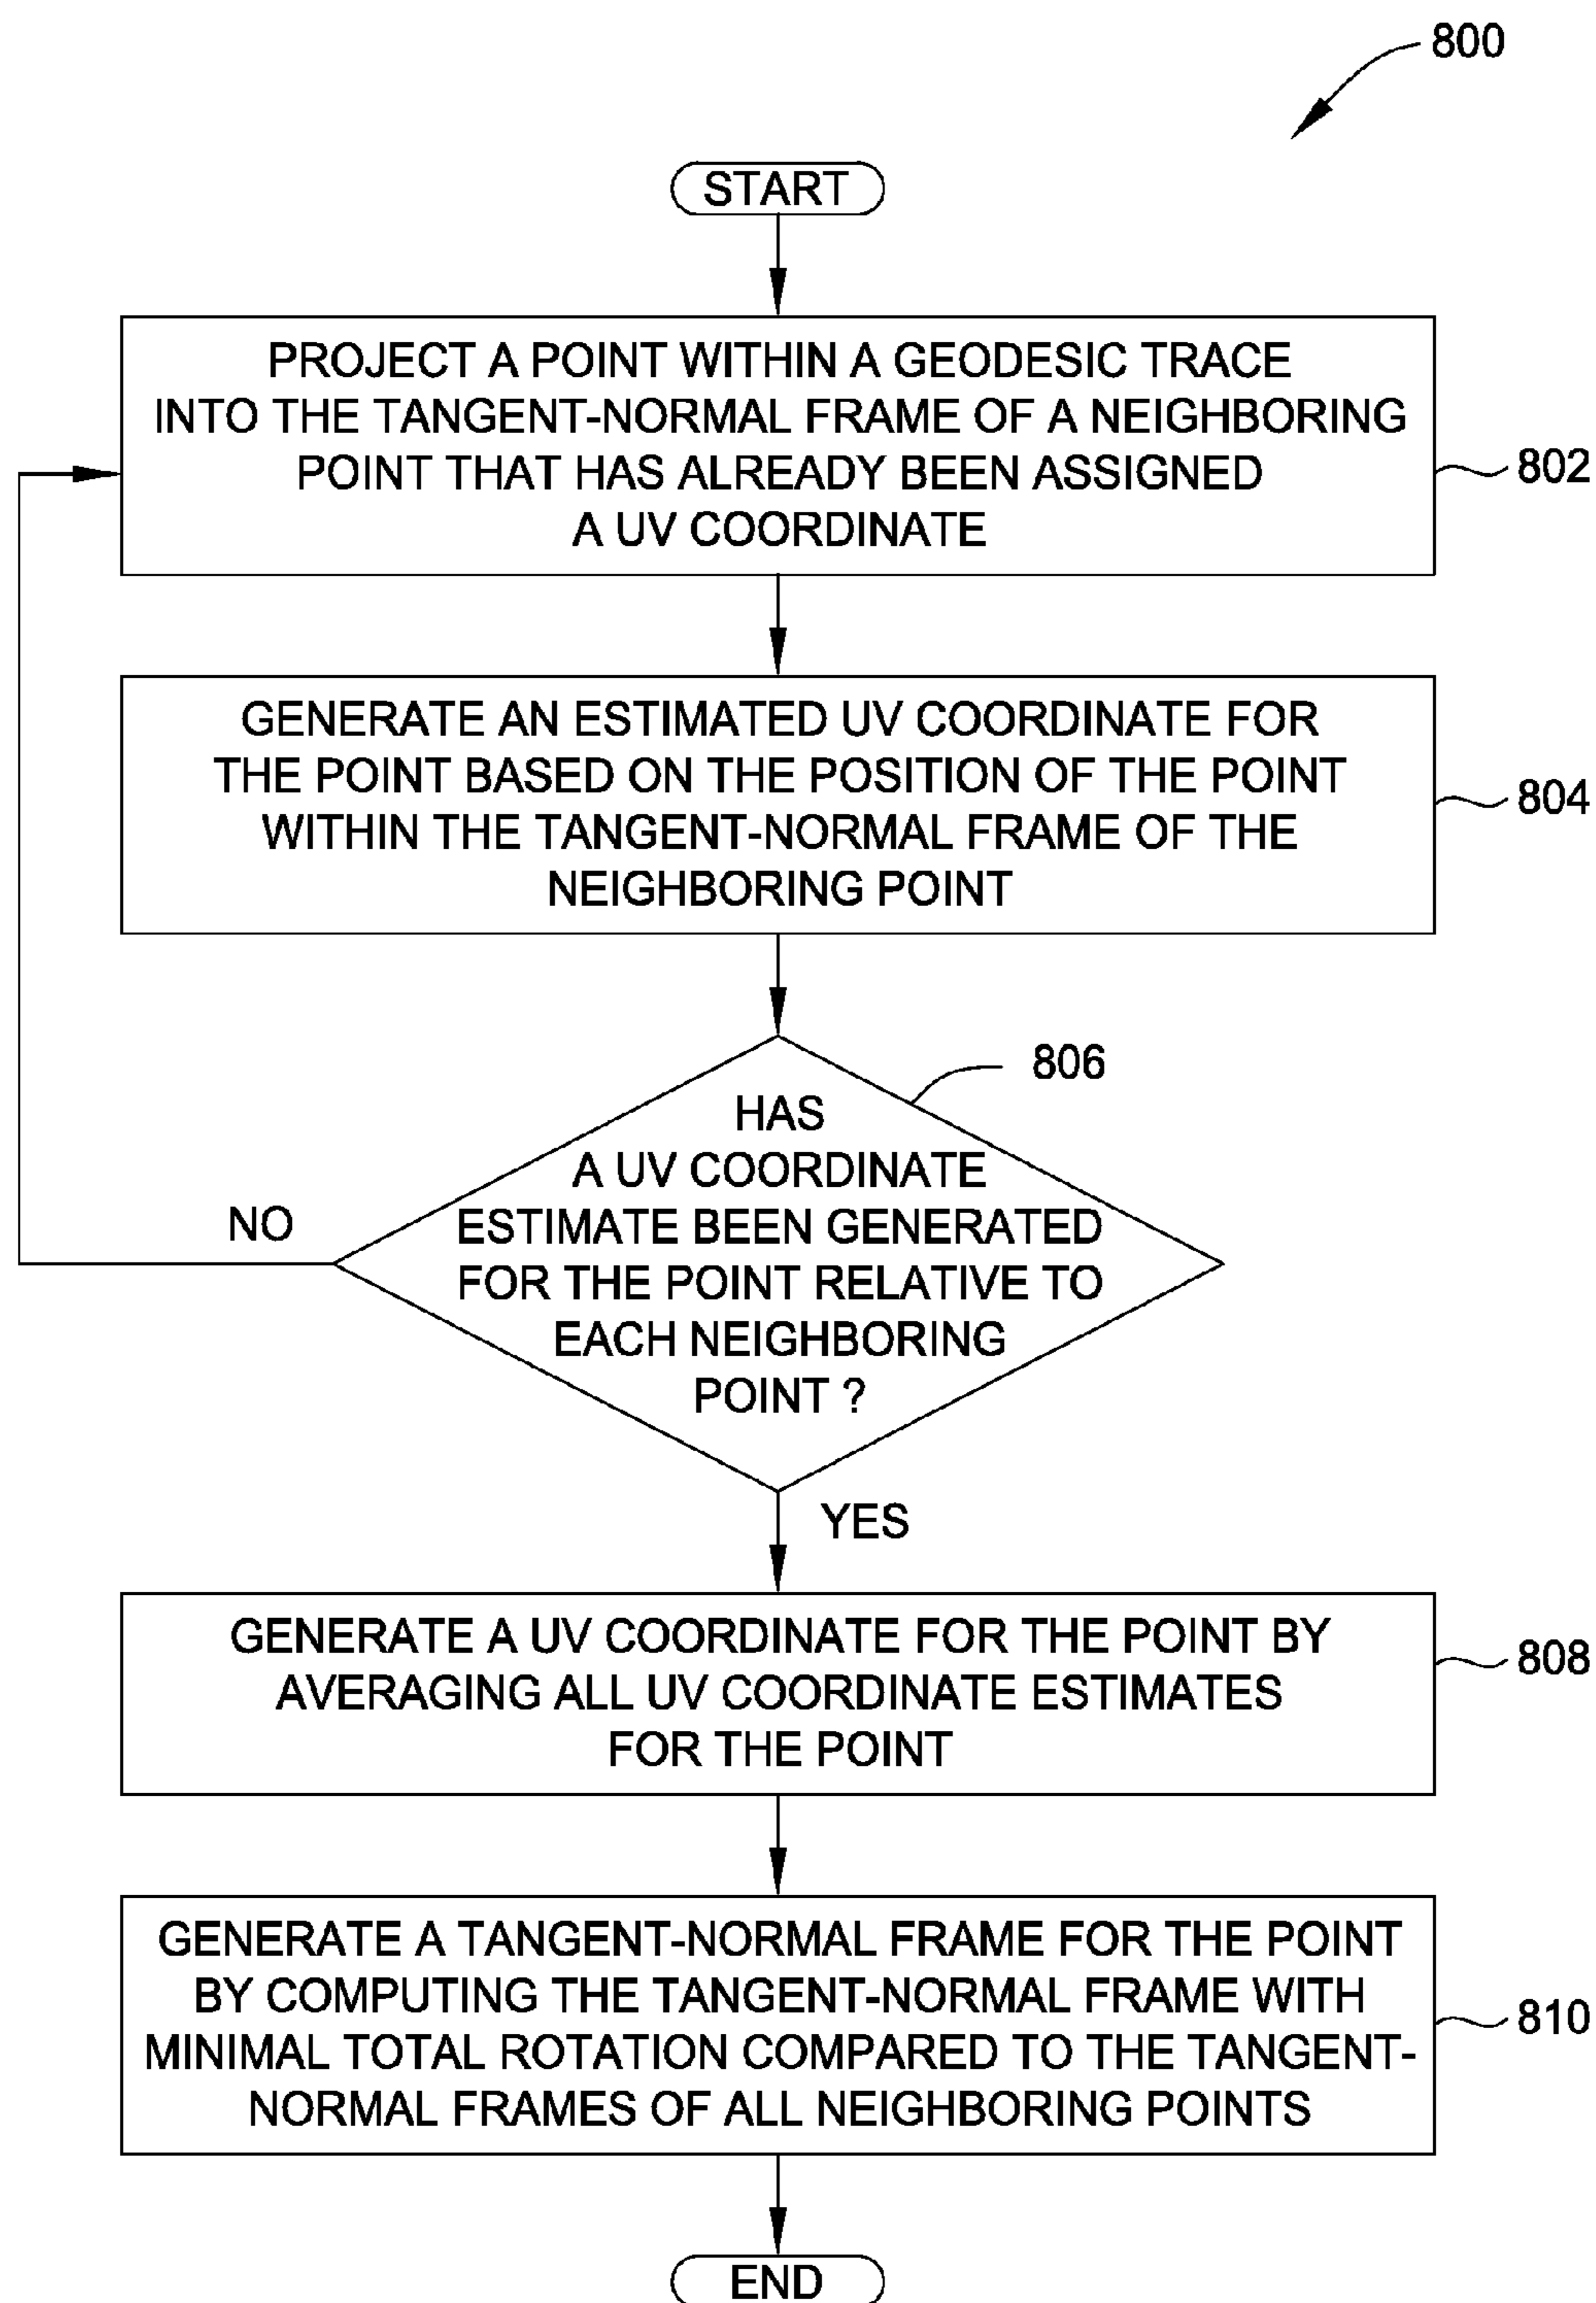 800
START
PROJECT A POINT WITHIN A GEODESIC TRACE
INTO THE TANGENT-NORMAL FRAME OF A NEIGHBORING
POINT THAT HAS ALREADY BEEN ASSIGNED
A UV COORDINATE
802
GENERATE AN ESTIMATED UV COORDINATE FOR
THE POINT BASED ON THE POSITION OF THE POINT
WITHIN THE TANGENT-NORMAL FRAME OF THE
NEIGHBORING POINT
804
806
HAS
A UV COORDINATE
ESTIMATE BEEN GENERATED
FOR THE POINT RELATIVE TO
EACH NEIGHBORING
POINT ?
NO
YES
GENERATE A UV COORDINATE FOR THE POINT BY
AVERAGING ALL UV COORDINATE ESTIMATES
FOR THE POINT
808
GENERATE A TANGENT-NORMAL FRAME FOR THE POINT
BY COMPUTING THE TANGENT-NORMAL FRAME WITH
MINIMAL TOTAL ROTATION COMPARED TO THE TANGENT-
NORMAL FRAMES OF ALL NEIGHBORING POINTS
810
END